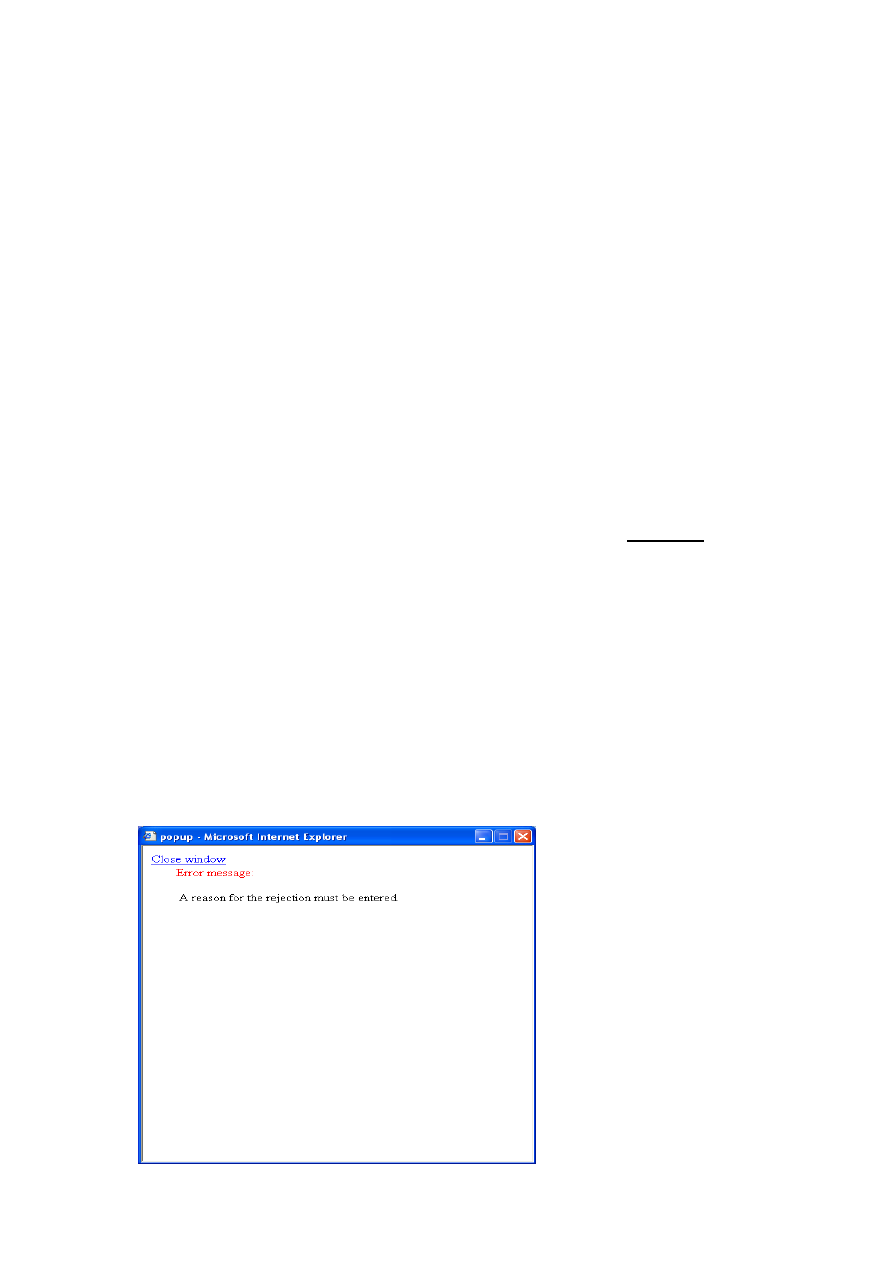 popup - Microsoft Internet Explorer
Close window
Error message:
A reason for the rejection must be entered.